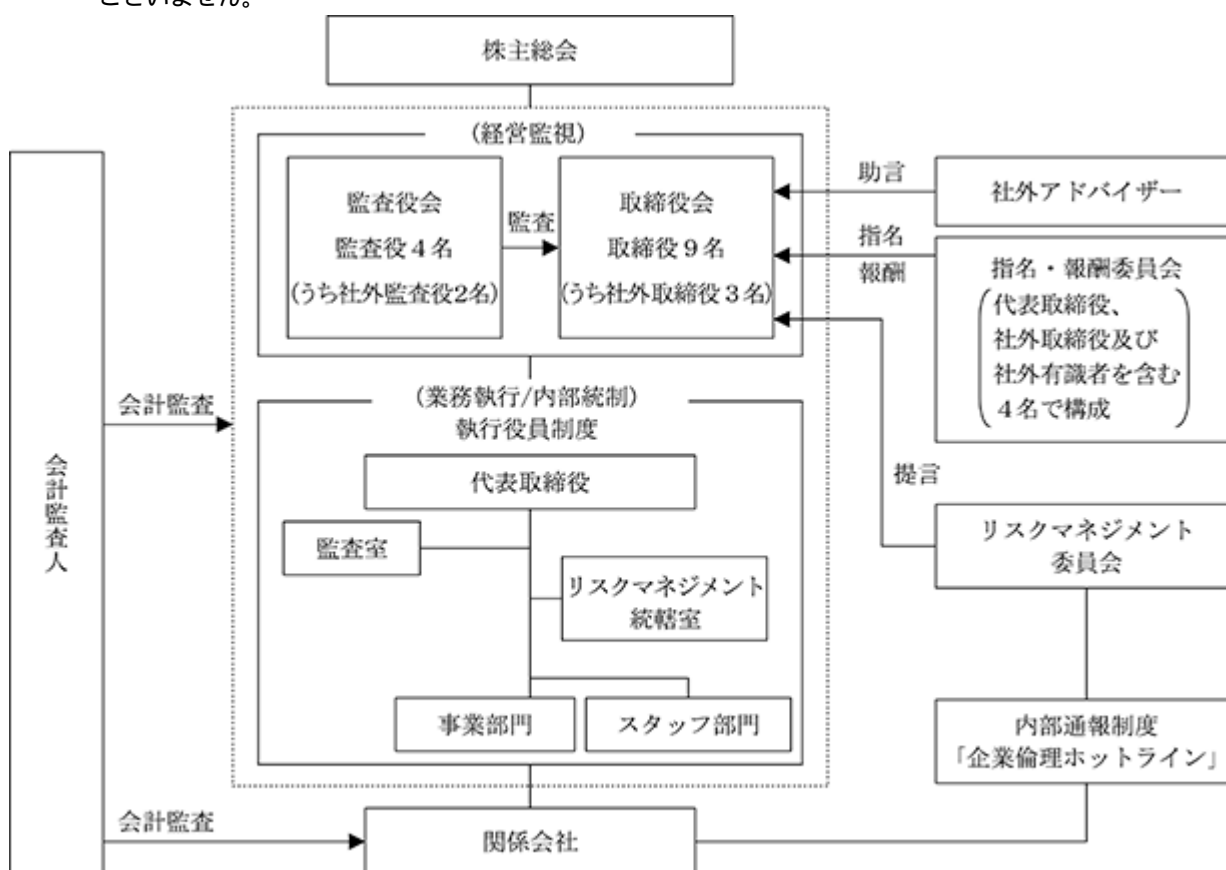 ございません。
株主総会
(経営監視)
監査役会
監査役4名
(うち社外監査役2名)
監査
取締役会
取締役9名
(うち社外取締役3名)
助言
社外アドバイザー
指名
報酬
指名・報酬委員会
代表取締役、
社外取締役及び
社外有識者を含む
4名で構成
提言
リスクマネジメント
委員会
内部通報制度
「企業倫理ホットライン」
会計監査
会計監査人
(業務執行/内部統制)
執行役員制度
代表取締役
監査室
リスクマネジメント
統轄室
事業部門
スタッフ部門
会計監査
関係会社